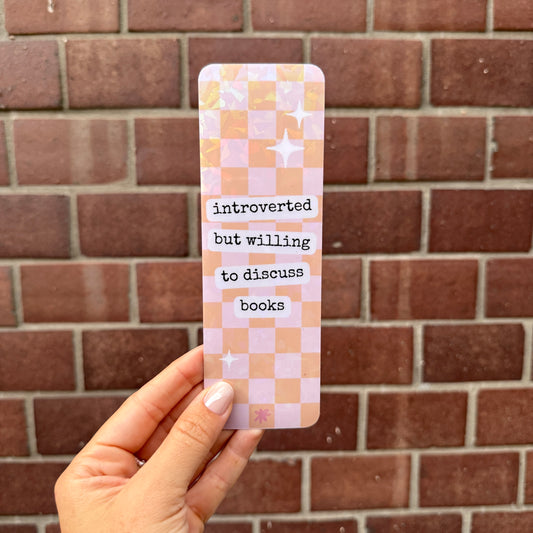 introverted
but willing
to discuss
books